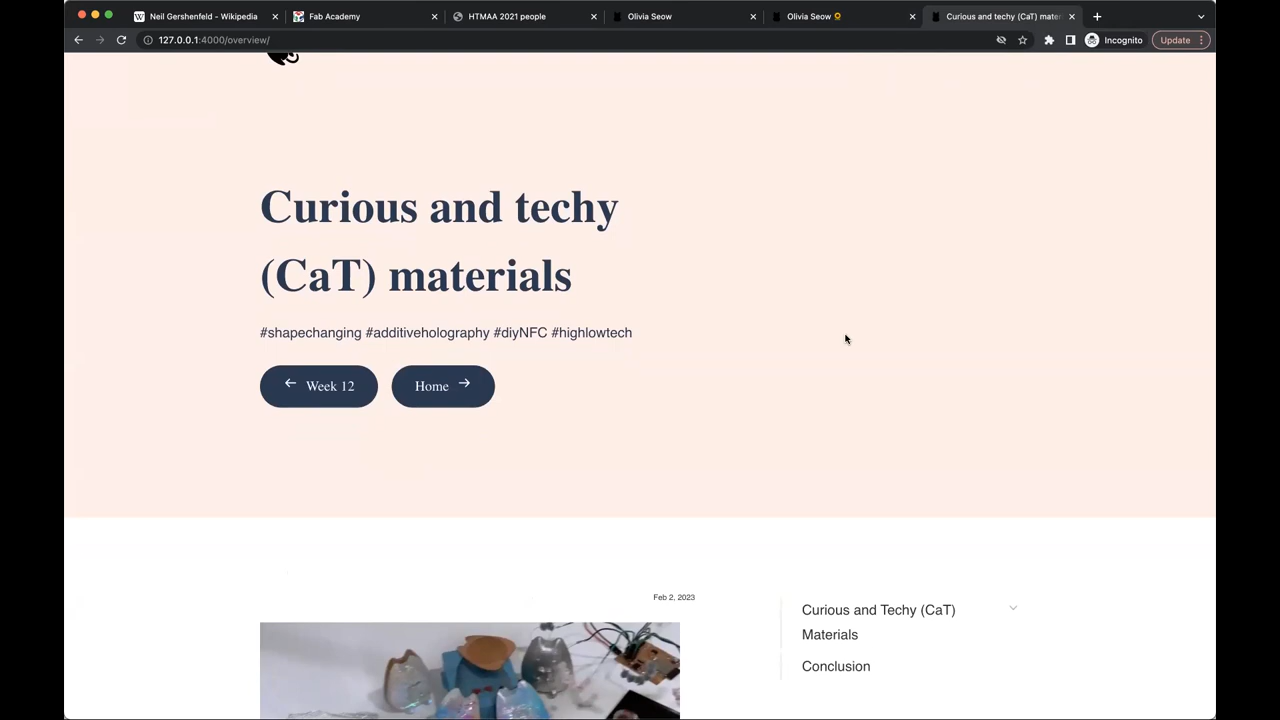 Neil Gershenfeld - Wikipedia
Fab Academy
HTMAA 2021 people
Olivia Seow
Olivia Seow 🌻
Curious and techy (CaT) mater
127.0.0.1:4000/overview/
Incognito
Update
Curious and techy
(CaT) materials
#shapechanging #additiveholography #diyNFC #highlowtech
← Week 12
Home →
Feb 2, 2023
Curious and Techy (CaT)
Materials
Conclusion